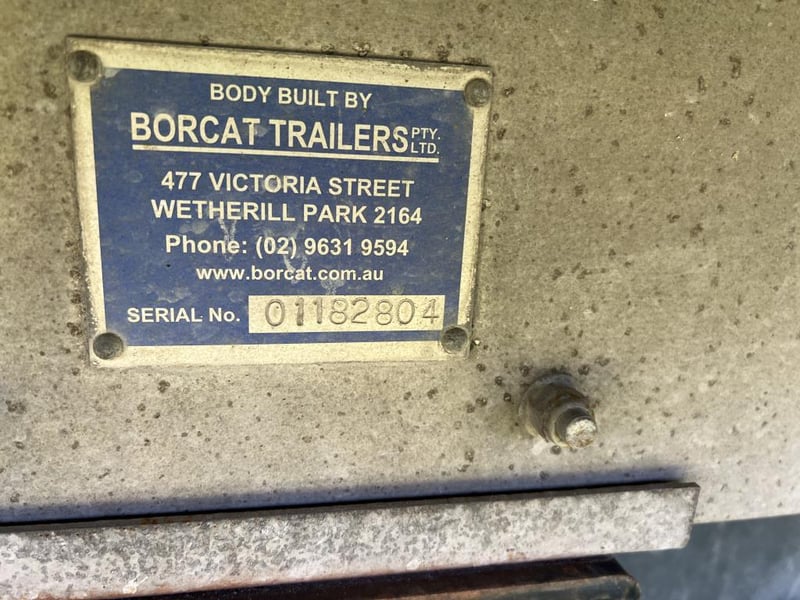 BODY BUILT BY
BORCAT TRAILERS PTY. LTD.
477 VICTORIA STREET
WETHERILL PARK 2164
Phone: (02) 9631 9594
www.borcat.com.au
SERIAL No. 01182804